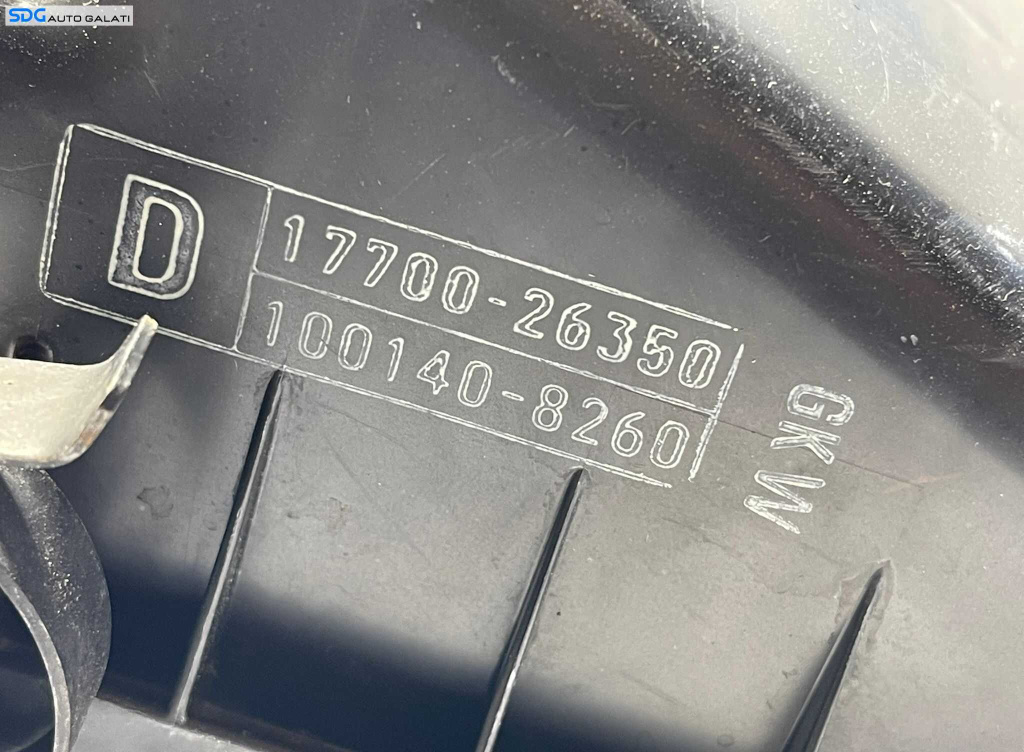 SDG AUTO GALATI
D
17700-26350
100140-8260
GKW